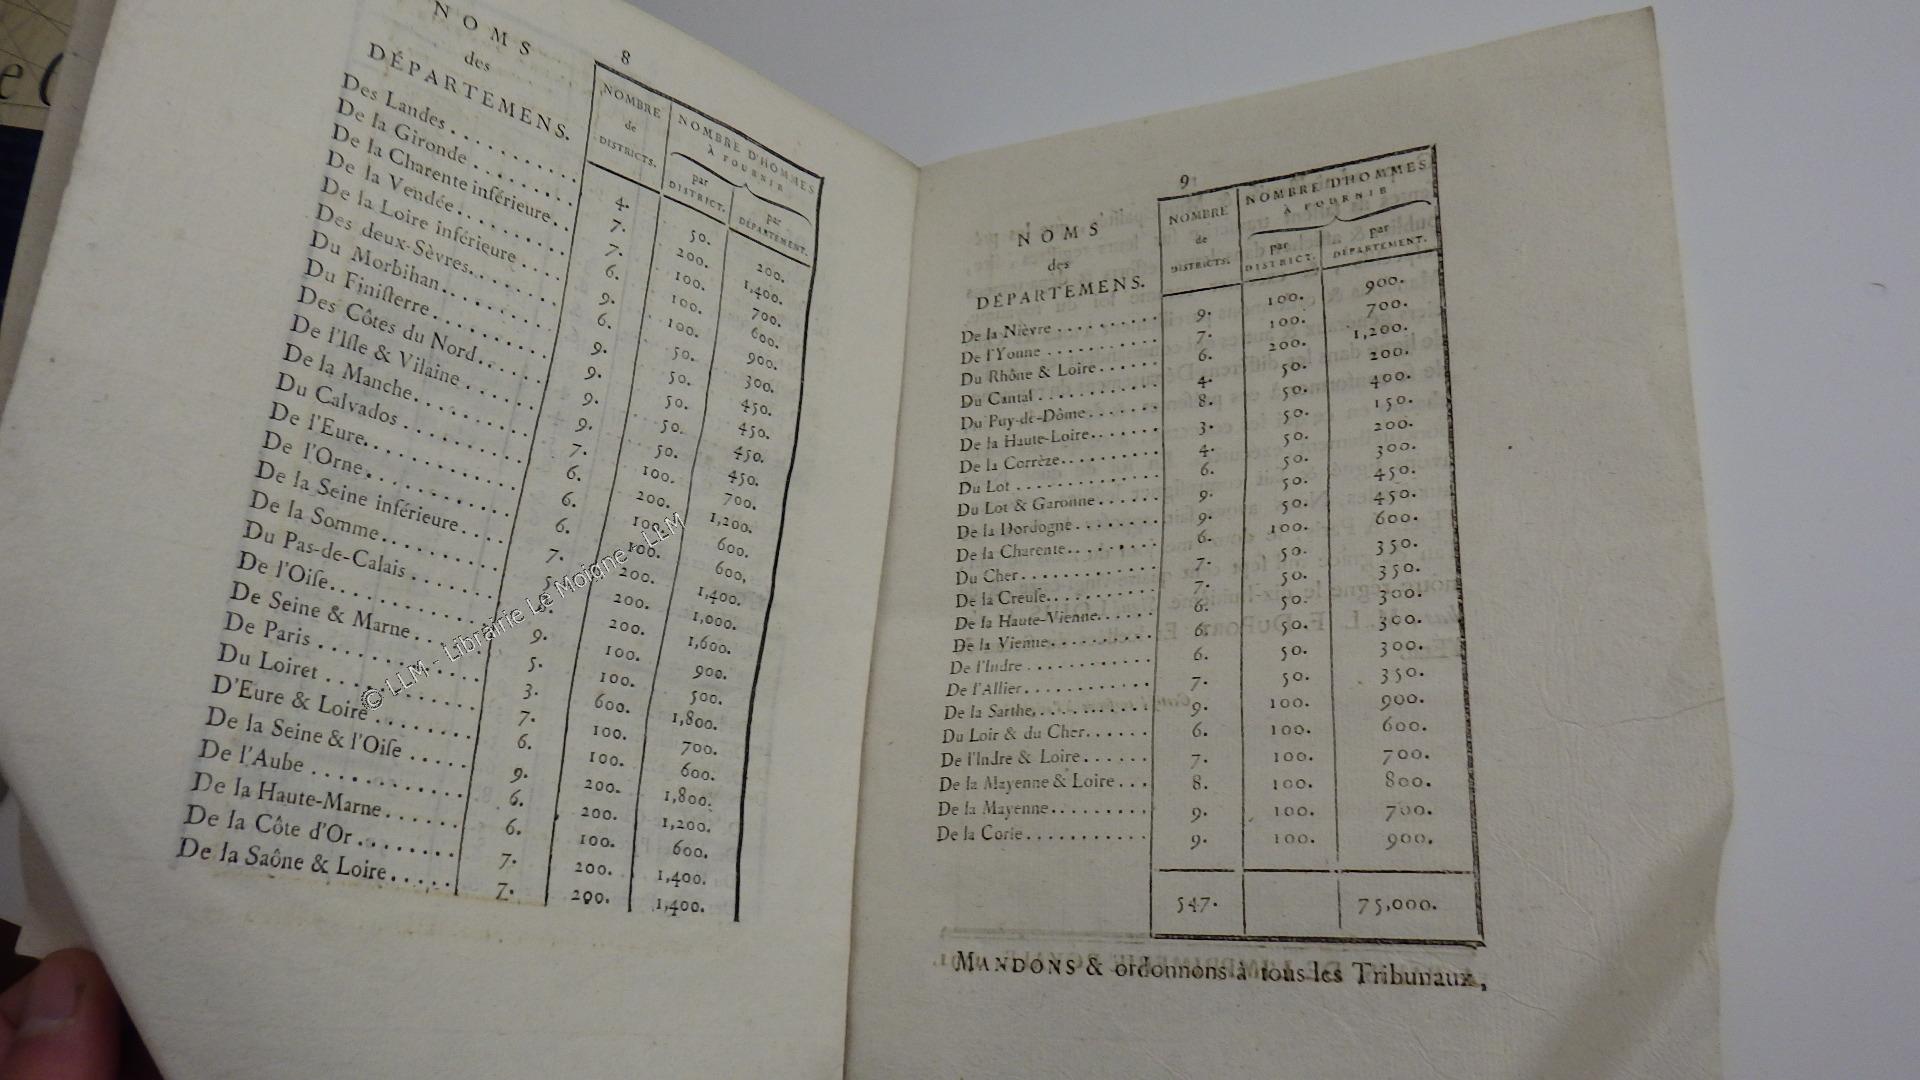 8
NOMS
des
DÉPARTEMENS.
NOMBRE
de
DISTRICTS.
NOMBRE D'HOMMES
À FOURNIR
par
DISTRICT.
par
DÉPARTEMENT.
Des Landes.......... 4. 50. 200.
De la Gironde........ 7. 200. 1,400.
De la Charente inférieure.. 7. 100. 700.
De la Vendée......... 6. 100. 600.
De la Loire inférieure.... 9. 100. 900.
Des deux-Sèvres....... 6. 50. 300.
Du Morbihan......... 9. 50. 450.
Du Finiſterre......... 9. 50. 450.
Des Côtes du Nord..... 9. 50. 450.
De l'Iſle & Vilaine...... 9. 50. 450.
De la Manche......... 7. 100. 700.
Du Calvados......... 6. 200. 1,200.
De l'Eure........... 6. 100. 600.
De l'Orne........... 6. 100. 600,
De la Seine inférieure.... 7. 200. 1,400.
De la Somme......... 5. 200. 1,000.
Du Pas-de-Calais....... 200. 1,600.
De l'Oiſe............ 9. 100. 900.
De Seine & Marne..... 5. 100. 500.
De Paris........... 3. 600. 1,800.
Du Loiret.......... 7. 100. 700.
D'Eure & Loire....... 6. 100. 600.
De la Seine & l'Oiſe..... 9. 200. 1,800.
De l'Aube........... 6. 200. 1,200.
De la Haute-Marne...... 6. 100. 600.
De la Côte d'Or....... 7. 200. 1,400.
De la Saône & Loire..... 7. 200. 1,400.
© LLM - Librairie Le Moigne - LLM
9
NOMS
des
DÉPARTEMENS.
NOMBRE
de
DISTRICTS.
NOMBRE D'HOMMES
À FOURNIR
par
DISTRICT.
par
DÉPARTEMENT.
De la Nièvre.......... 9. 100. 900.
De l'Yonne.......... 7. 100. 700.
Du Rhône & Loire...... 6. 200. 1,200.
Du Cantal........... 4. 50. 200.
Du Puy-de-Dôme....... 8. 50. 400.
De la Haute-Loire....... 3. 50. 150.
De la Corrèze......... 4. 50. 200.
Du Lot............. 6. 50. 300.
Du Lot & Garonne...... 9. 50. 450.
De la Dordogne........ 9. 50. 450.
De la Charente......... 6. 100. 600.
Du Cher............ 7. 50. 350.
De la Creuſe.......... 7. 50. 350.
De la Haute-Vienne...... 6. 50. 300.
De la Vienne.......... 6. 50. 300.
De l'Indre........... 6. 50. 300.
De l'Allier............ 7. 50. 350.
De la Sarthe.......... 9. 100. 900.
Du Loir & du Cher...... 6. 100. 600.
De l'Indre & Loire...... 7. 100. 700.
De la Mayenne & Loire... 8. 100. 800.
De la Mayenne........ 9. 100. 700.
De la Corſe........... 9. 100. 900.
547. 75,000.
MANDONS & ordonnons à tous les Tribunaux,